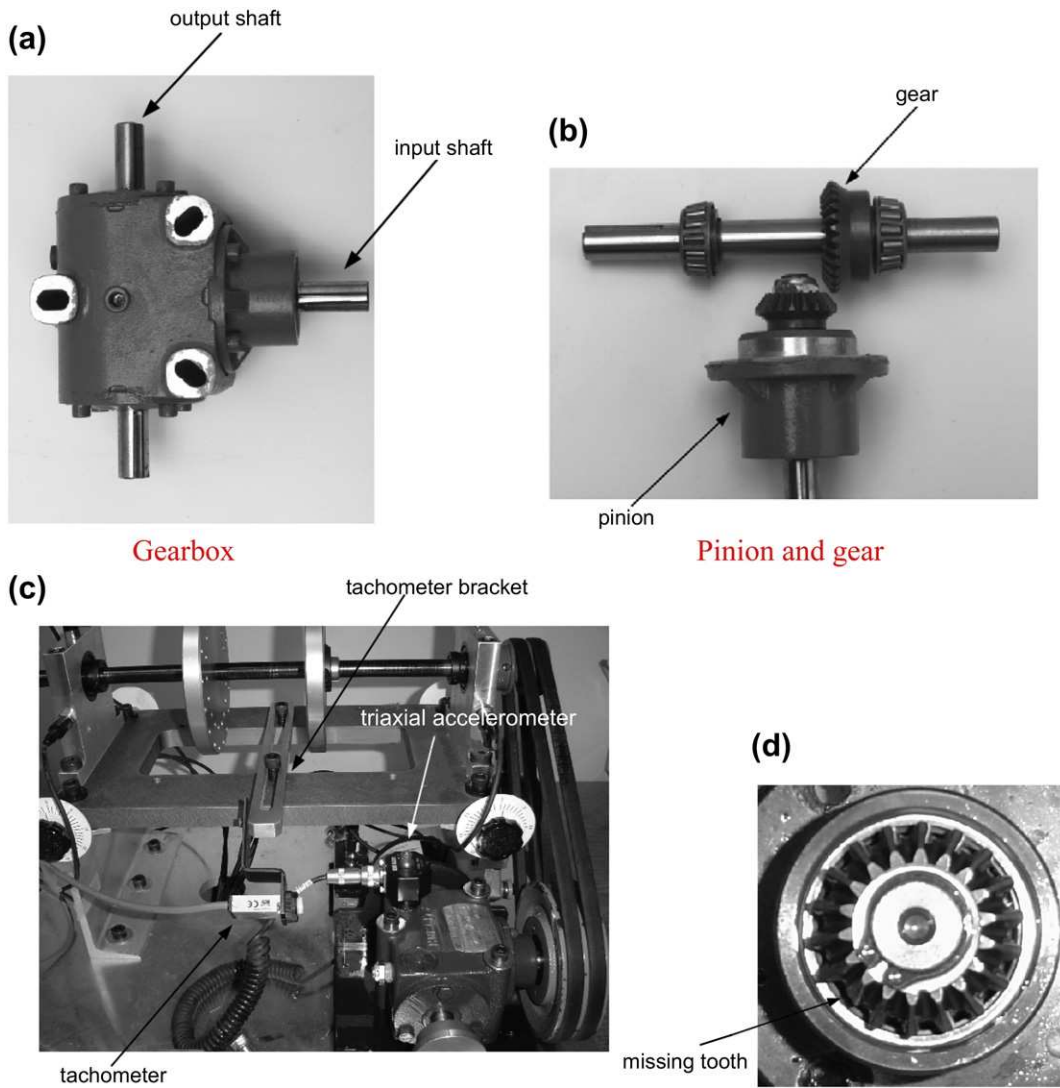 (a)
output shaft
input shaft
Gearbox
(b)
gear
pinion
Pinion and gear
(c)
tachometer bracket
triaxial accelerometer
tachometer
(d)
missing tooth